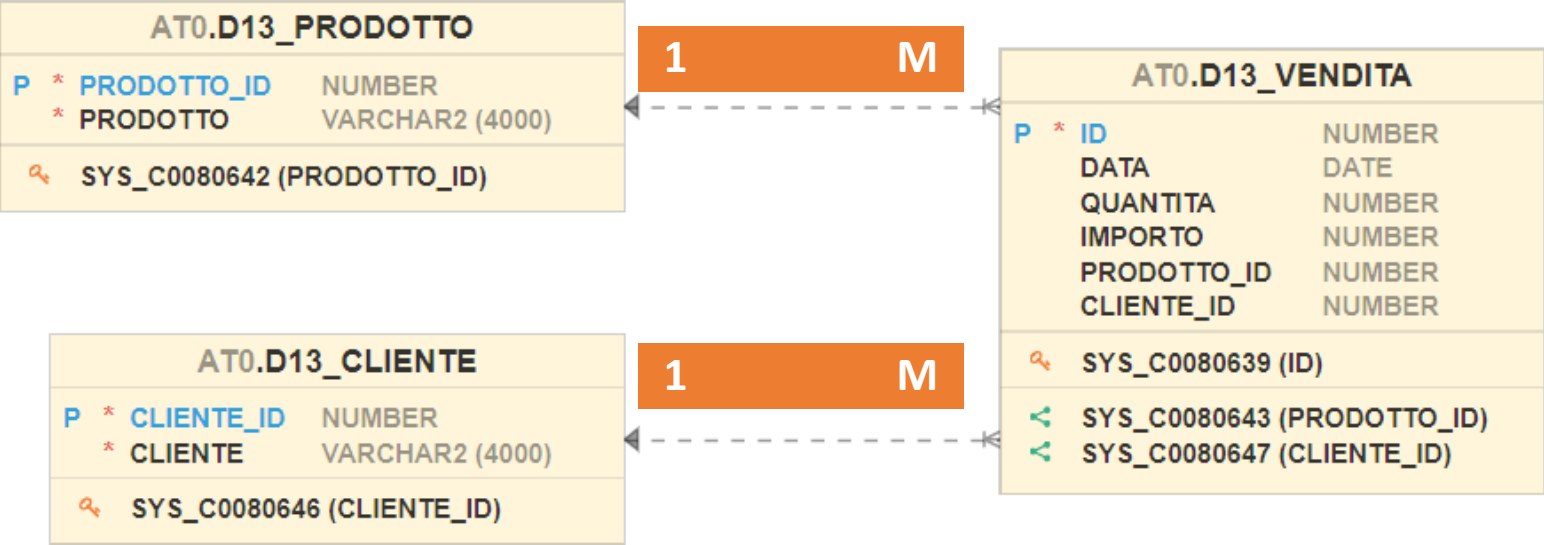 AT0.D13_PRODOTTO
P * PRODOTTO_ID NUMBER
* PRODOTTO VARCHAR2 (4000)
SYS_C0080642 (PRODOTTO_ID)
1 M
AT0.D13_VENDITA
P * ID NUMBER
DATA DATE
QUANTITA NUMBER
IMPORTO NUMBER
PRODOTTO_ID NUMBER
CLIENTE_ID NUMBER
SYS_C0080639 (ID)
SYS_C0080643 (PRODOTTO_ID)
SYS_C0080647 (CLIENTE_ID)
AT0.D13_CLIENTE
P * CLIENTE_ID NUMBER
* CLIENTE VARCHAR2 (4000)
SYS_C0080646 (CLIENTE_ID)
1 M